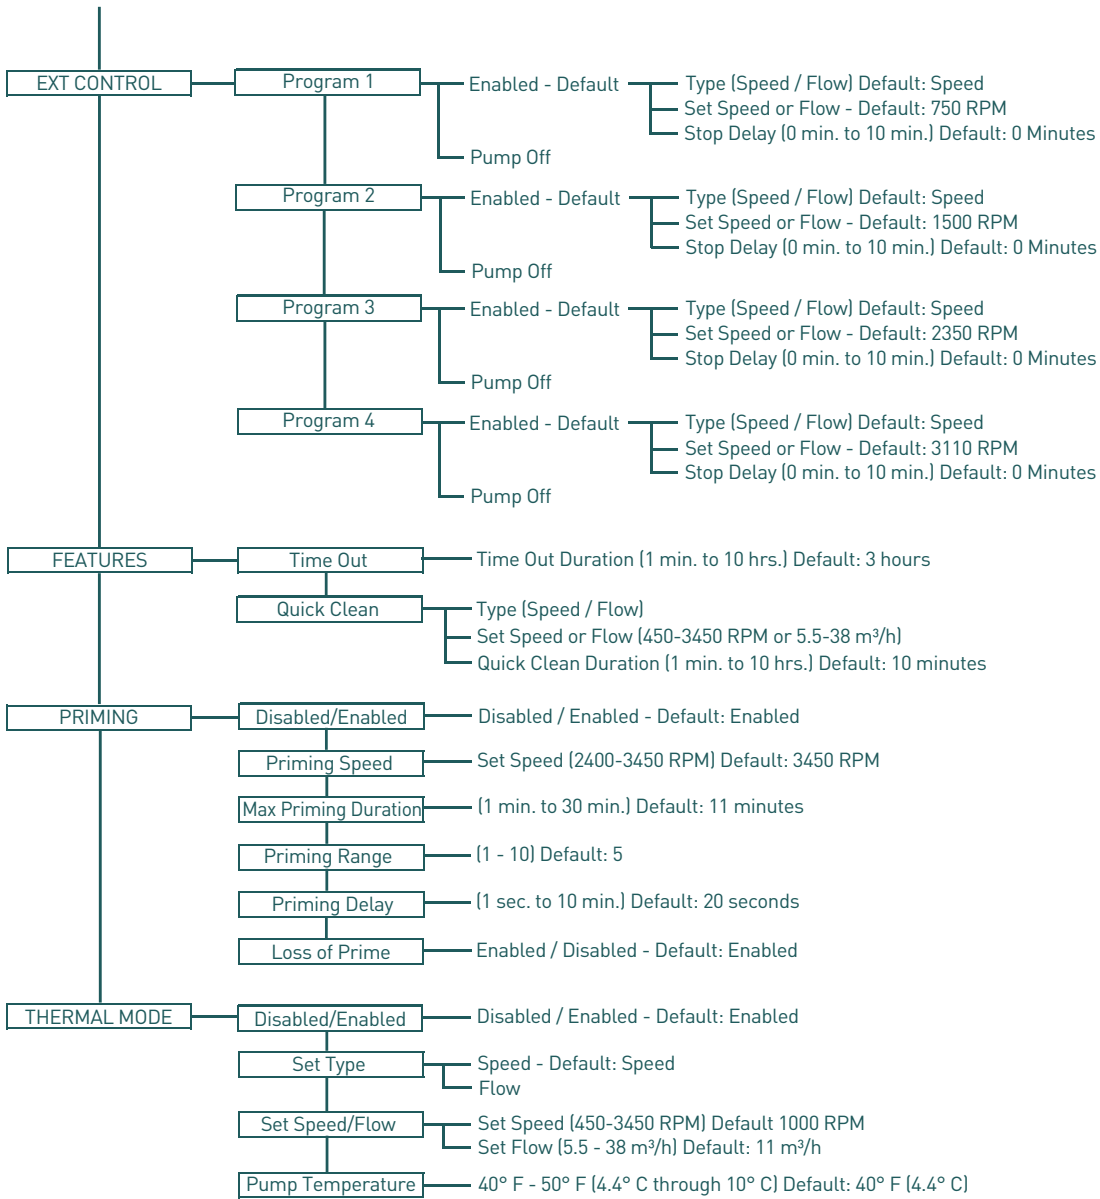 EXT CONTROL
Program 1
Enabled - Default
Type (Speed / Flow) Default: Speed
Set Speed or Flow - Default: 750 RPM
Stop Delay (0 min. to 10 min.) Default: 0 Minutes
Pump Off
Program 2
Enabled - Default
Type (Speed / Flow) Default: Speed
Set Speed or Flow - Default: 1500 RPM
Stop Delay (0 min. to 10 min.) Default: 0 Minutes
Pump Off
Program 3
Enabled - Default
Type (Speed / Flow) Default: Speed
Set Speed or Flow - Default: 2350 RPM
Stop Delay (0 min. to 10 min.) Default: 0 Minutes
Pump Off
Program 4
Enabled - Default
Type (Speed / Flow) Default: Speed
Set Speed or Flow - Default: 3110 RPM
Stop Delay (0 min. to 10 min.) Default: 0 Minutes
Pump Off
FEATURES
Time Out
Time Out Duration (1 min. to 10 hrs.) Default: 3 hours
Quick Clean
Type (Speed / Flow)
Set Speed or Flow (450-3450 RPM or 5.5-38 m³/h)
Quick Clean Duration (1 min. to 10 hrs.) Default: 10 minutes
PRIMING
Disabled/Enabled
Disabled / Enabled - Default: Enabled
Priming Speed
Set Speed (2400-3450 RPM) Default: 3450 RPM
Max Priming Duration
(1 min. to 30 min.) Default: 11 minutes
Priming Range
(1 - 10) Default: 5
Priming Delay
(1 sec. to 10 min.) Default: 20 seconds
Loss of Prime
Enabled / Disabled - Default: Enabled
THERMAL MODE
Disabled/Enabled
Disabled / Enabled - Default: Enabled
Set Type
Speed - Default: Speed
Flow
Set Speed/Flow
Set Speed (450-3450 RPM) Default 1000 RPM
Set Flow (5.5 - 38 m³/h) Default: 11 m³/h
Pump Temperature
40° F - 50° F (4.4° C through 10° C) Default: 40° F (4.4° C)